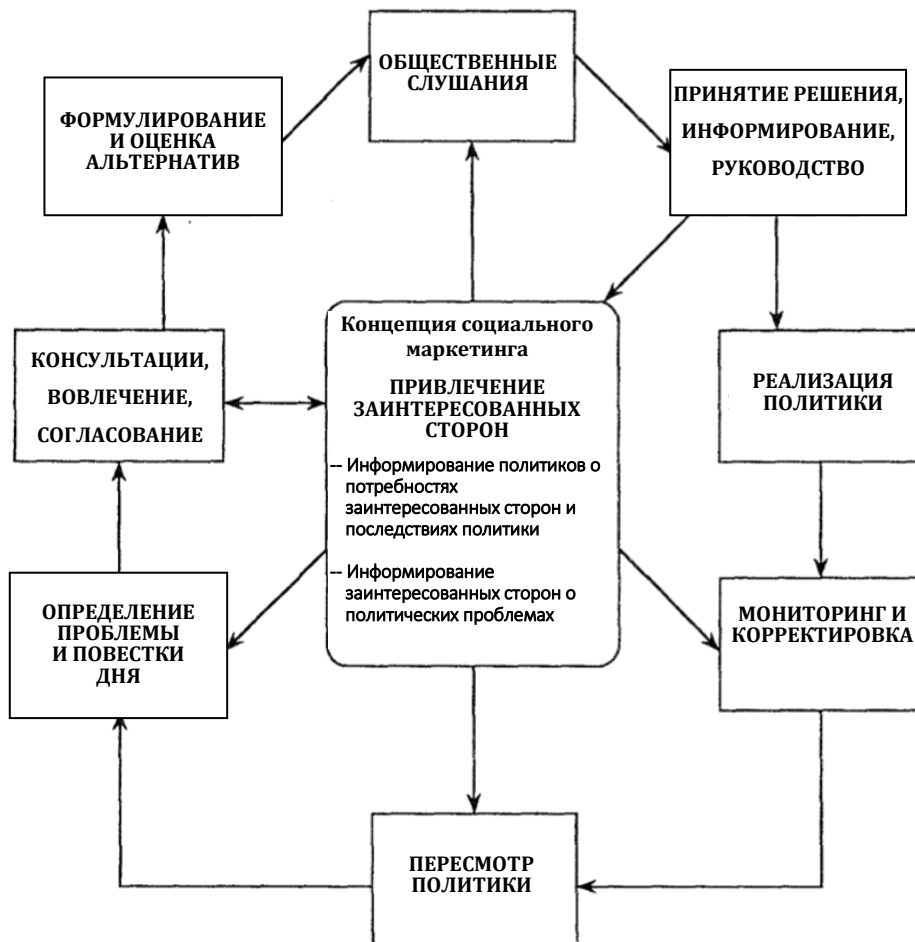 ОБЩЕСТВЕННЫЕ
СЛУШАНИЯ
ПРИНЯТИЕ РЕШЕНИЯ,
ИНФОРМИРОВАНИЕ,
РУКОВОДСТВО
ФОРМУЛИРОВАНИЕ
И ОЦЕНКА
АЛЬТЕРНАТИВ
Концепция социального
маркетинга
ПРИВЛЕЧЕНИЕ
ЗАИНТЕРЕСОВАННЫХ
СТОРОН
-- Информирование политиков о
потребностях
заинтересованных сторон и
последствиях политики
-- Информирование
заинтересованных сторон о
политических проблемах
КОНСУЛЬТАЦИИ,
ВОВЛЕЧЕНИЕ,
СОГЛАСОВАНИЕ
РЕАЛИЗАЦИЯ
ПОЛИТИКИ
ОПРЕДЕЛЕНИЕ
ПРОБЛЕМЫ
И ПОВЕСТКИ
ДНЯ
МОНИТОРИНГ И
КОРРЕКТИРОВКА
ПЕРЕСМОТР
ПОЛИТИКИ